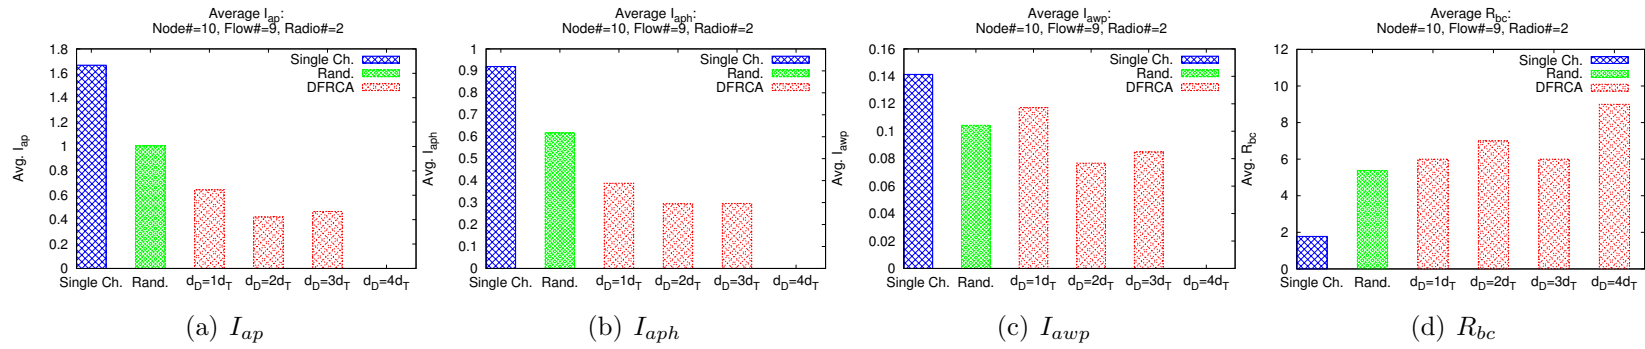 Average I_ap:
Node#=10, Flow#=9, Radio#=2
Avg. I_ap
1.8
1.6
1.4
1.2
1
0.8
0.6
0.4
0.2
0
Single Ch.
Rand.
DFRCA
Single Ch. Rand. d_D=1d_T d_D=2d_T d_D=3d_T d_D=4d_T
(a) I_ap
Average I_aph:
Node#=10, Flow#=9, Radio#=2
Avg. I_aph
1
0.9
0.8
0.7
0.6
0.5
0.4
0.3
0.2
0.1
0
Single Ch.
Rand.
DFRCA
Single Ch. Rand. d_D=1d_T d_D=2d_T d_D=3d_T d_D=4d_T
(b) I_aph
Average I_awp:
Node#=10, Flow#=9, Radio#=2
Avg. I_awp
0.16
0.14
0.12
0.1
0.08
0.06
0.04
0.02
0
Single Ch.
Rand.
DFRCA
Single Ch. Rand. d_D=1d_T d_D=2d_T d_D=3d_T d_D=4d_T
(c) I_awp
Average R_bc:
Node#=10, Flow#=9, Radio#=2
Avg. R_bc
12
10
8
6
4
2
0
Single Ch.
Rand.
DFRCA
Single Ch. Rand. d_D=1d_T d_D=2d_T d_D=3d_T d_D=4d_T
(d) R_bc